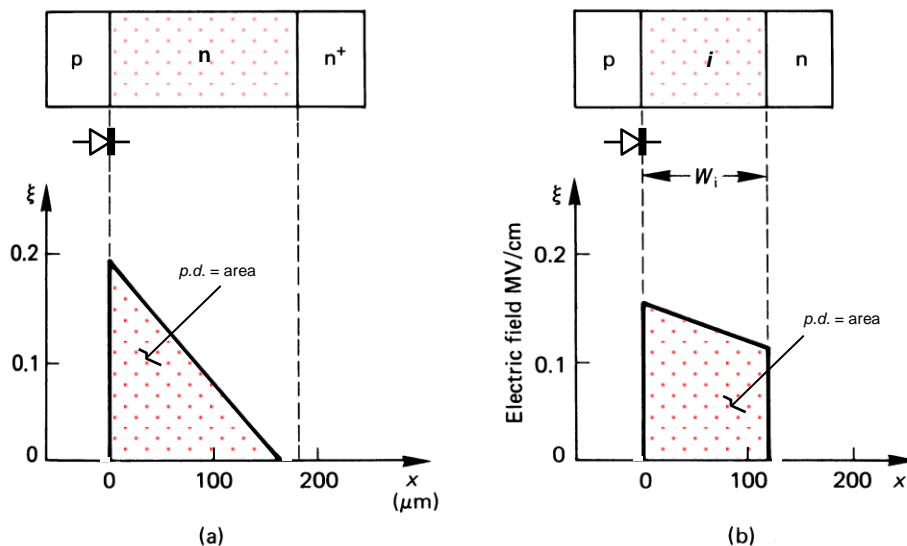 p n n+
ξ
0.2
0.1
0
p.d. = area
0 100 200 x
(μm)
(a)
p i n
Wi
ξ
Electric field MV/cm
0.2
0.1
0
p.d. = area
0 100 200 x
(b)